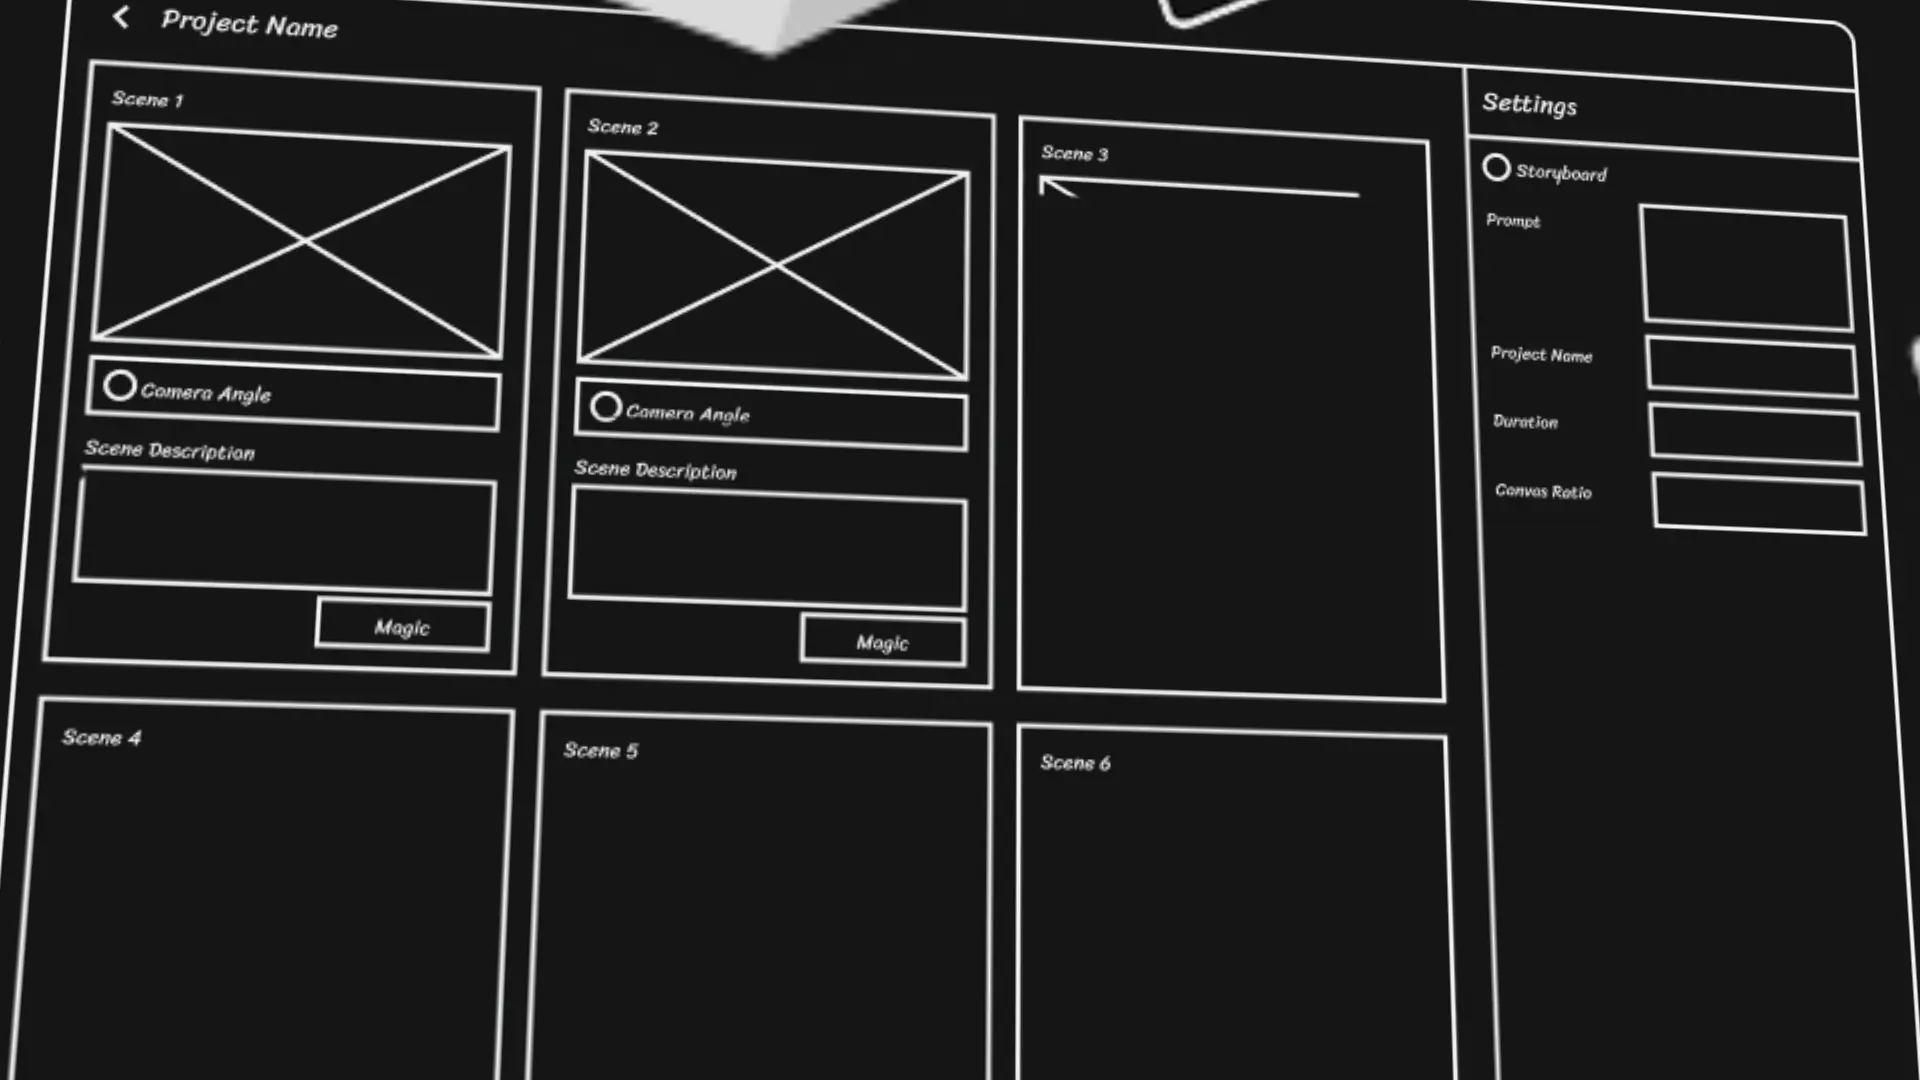 Project Name
Scene 1
Camera Angle
Scene Description
Magic
Scene 2
Camera Angle
Scene Description
Magic
Scene 3
Scene 4
Scene 5
Scene 6
Settings
Storyboard
Prompt
Project Name
Duration
Canvas Ratio